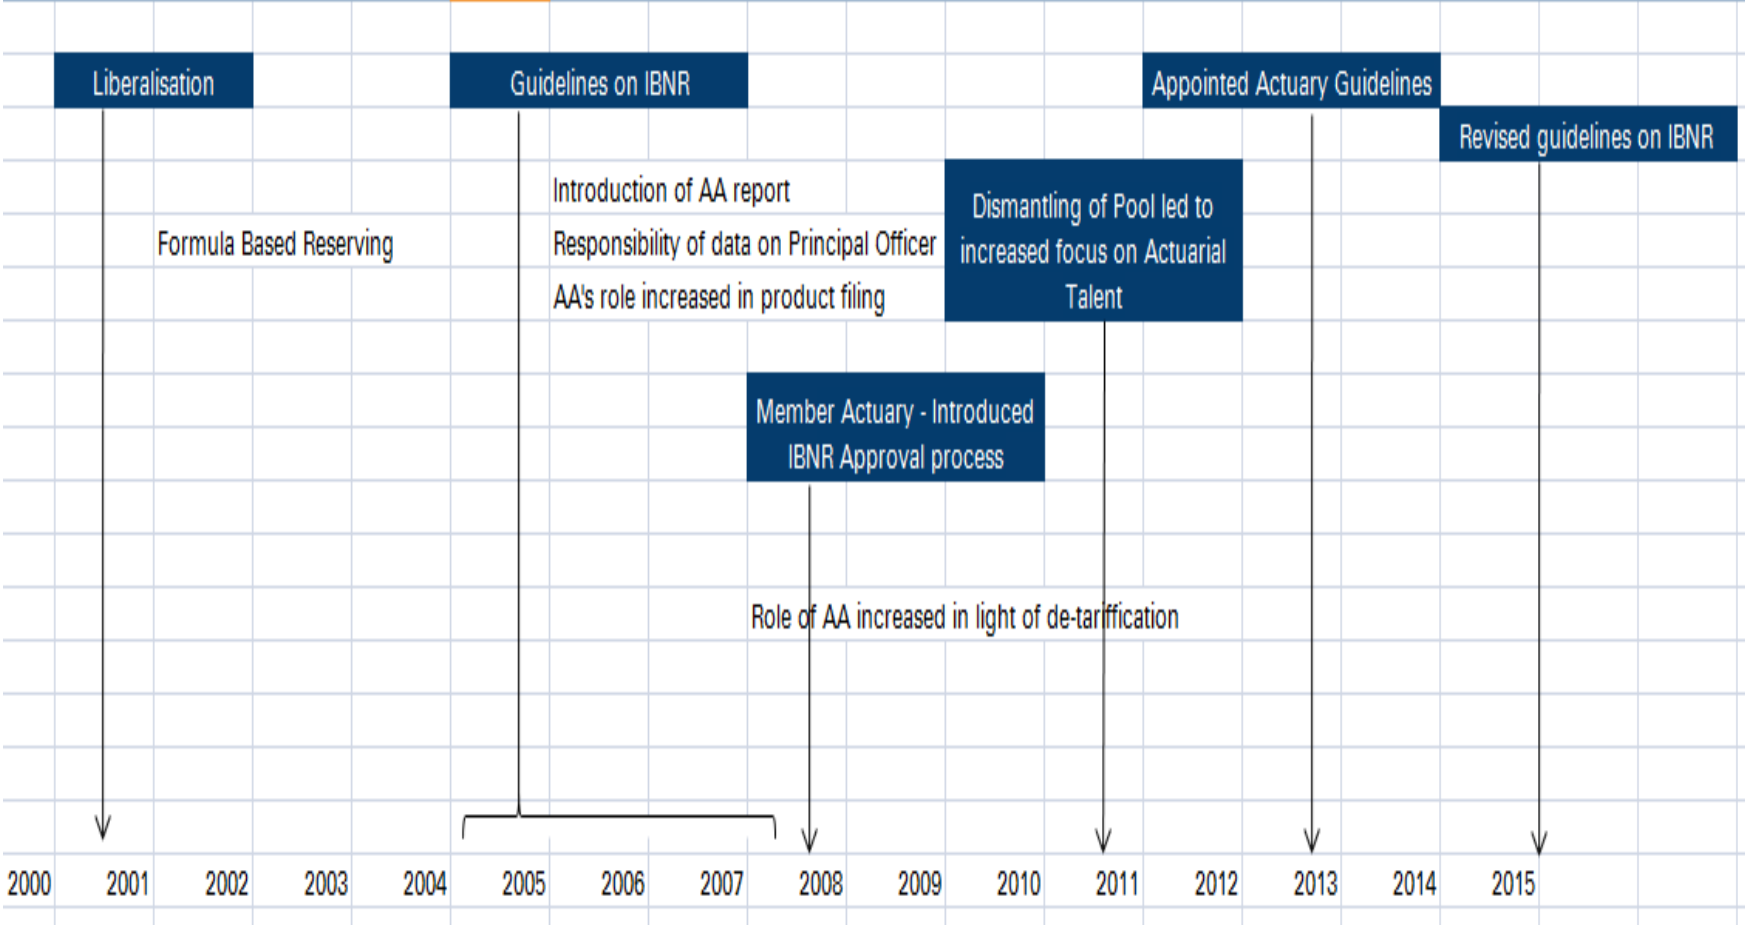 Liberalisation
Guidelines on IBNR
Appointed Actuary Guidelines
Revised guidelines on IBNR
Introduction of AA report
Formula Based Reserving
Responsibility of data on Principal Officer
AA's role increased in product filing
Dismantling of Pool led to
increased focus on Actuarial
Talent
Member Actuary - Introduced
IBNR Approval process
Role of AA increased in light of de-tariffication
2000 2001 2002 2003 2004 2005 2006 2007 2008 2009 2010 2011 2012 2013 2014 2015